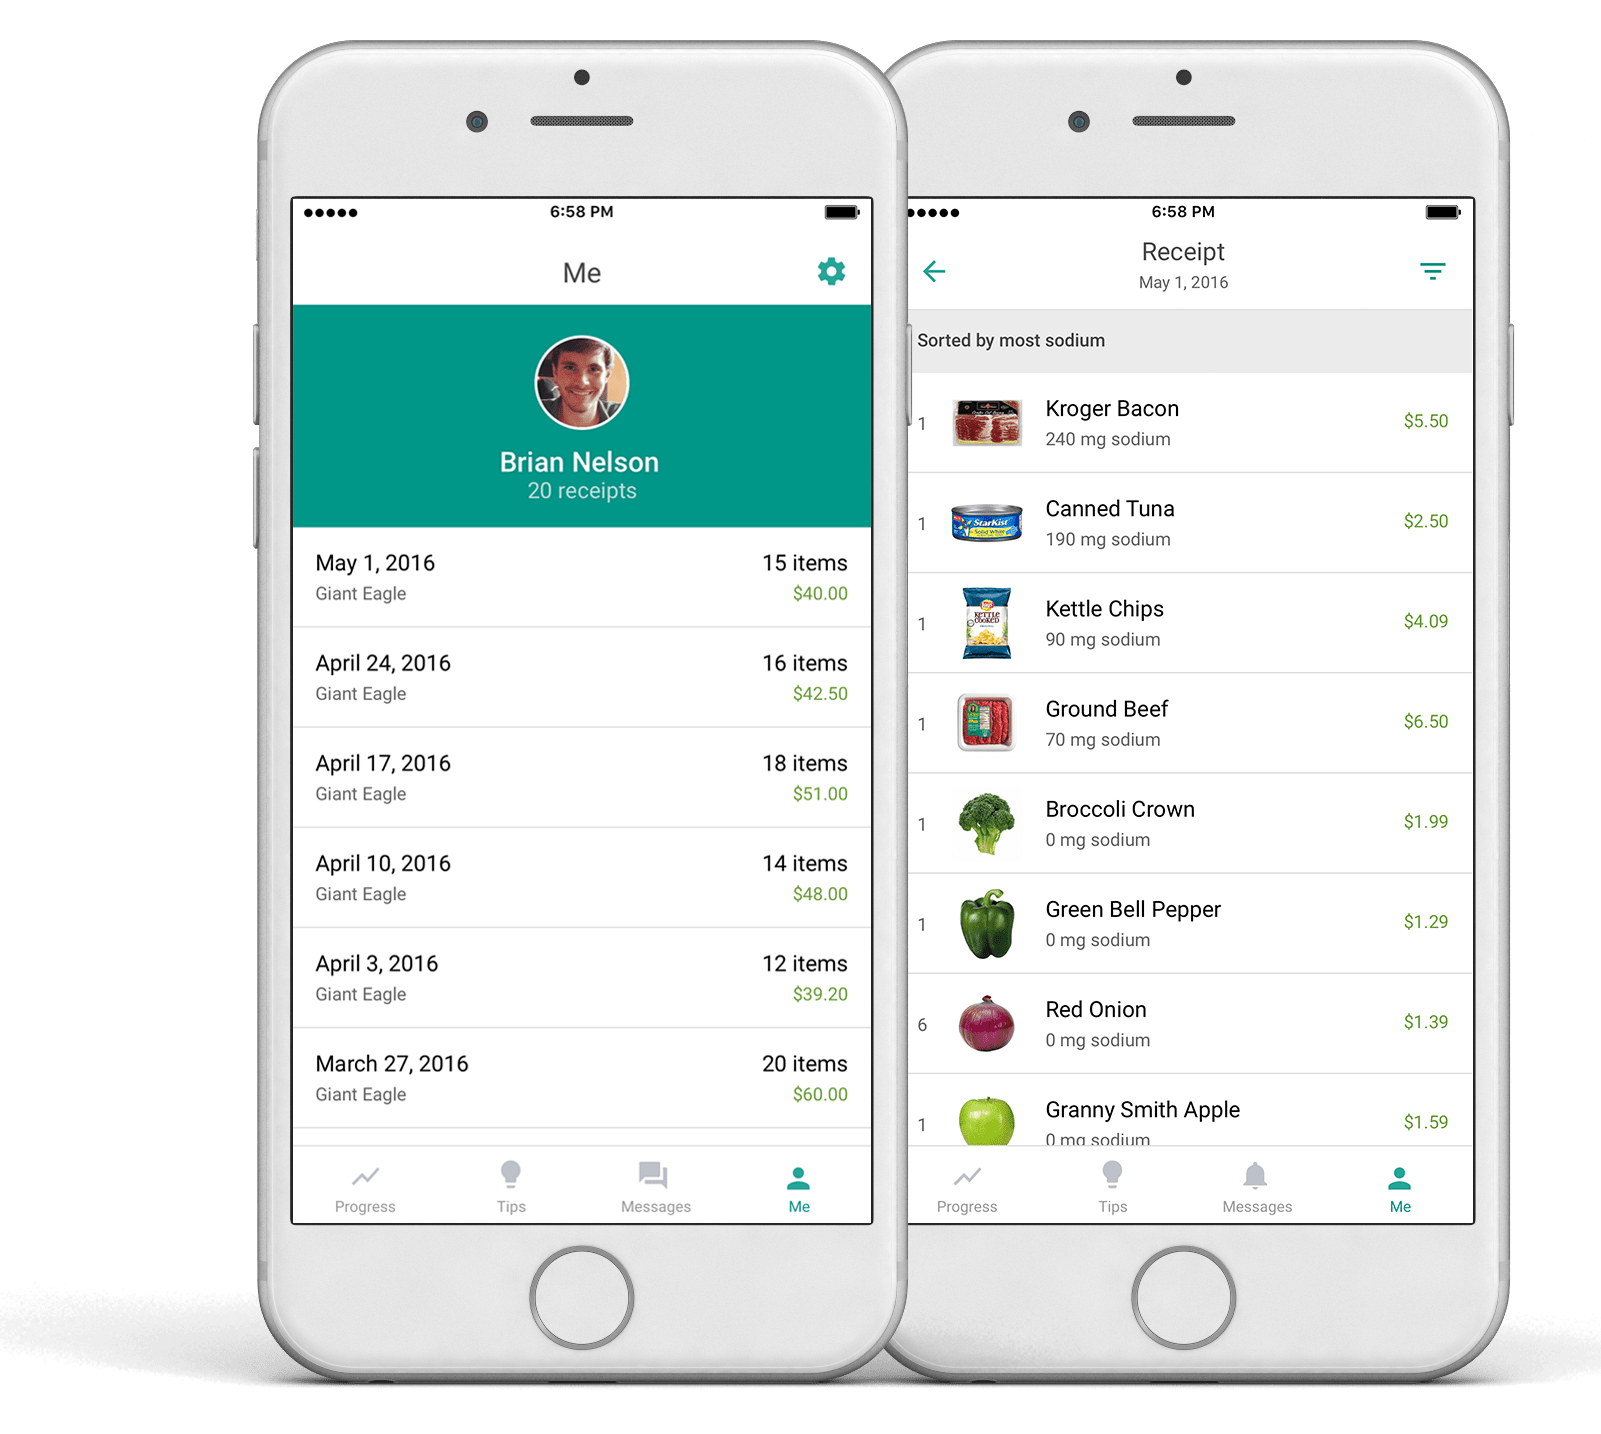 6:58 PM
Me
Brian Nelson
20 receipts
May 1, 2016
15 items
Giant Eagle
$40.00
April 24, 2016
16 items
Giant Eagle
$42.50
April 17, 2016
18 items
Giant Eagle
$51.00
April 10, 2016
14 items
Giant Eagle
$48.00
April 3, 2016
12 items
Giant Eagle
$39.20
March 27, 2016
20 items
Giant Eagle
$60.00
Progress
Tips
Messages
Me
6:58 PM
Receipt
May 1, 2016
Sorted by most sodium
1
Kroger Bacon
240 mg sodium
$5.50
1
StarKist
Solid White
Canned Tuna
190 mg sodium
$2.50
1
KETTLE
COOKED
Kettle Chips
90 mg sodium
$4.09
1
Ground Beef
70 mg sodium
$6.50
1
Broccoli Crown
0 mg sodium
$1.99
1
Green Bell Pepper
0 mg sodium
$1.29
6
Red Onion
0 mg sodium
$1.39
1
Granny Smith Apple
0 mg sodium
$1.59
Progress
Tips
Messages
Me